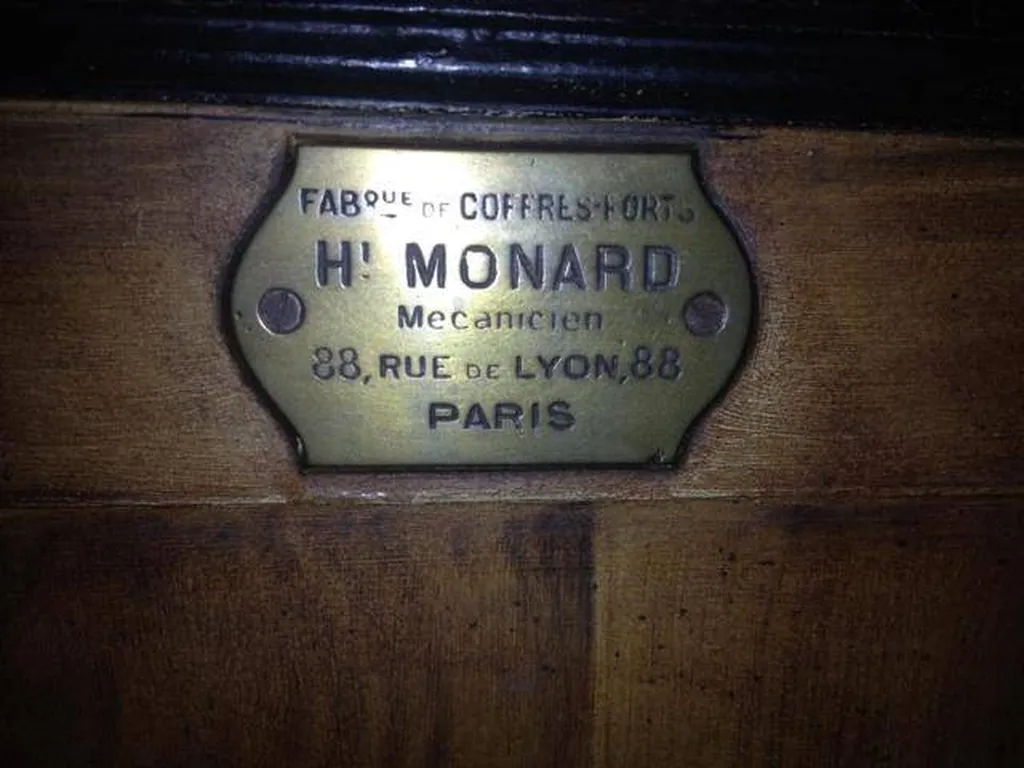 FABQUE DE COFFRES-FORTS
HI MONARD
Mecanicien
88, RUE DE LYON, 88
PARIS